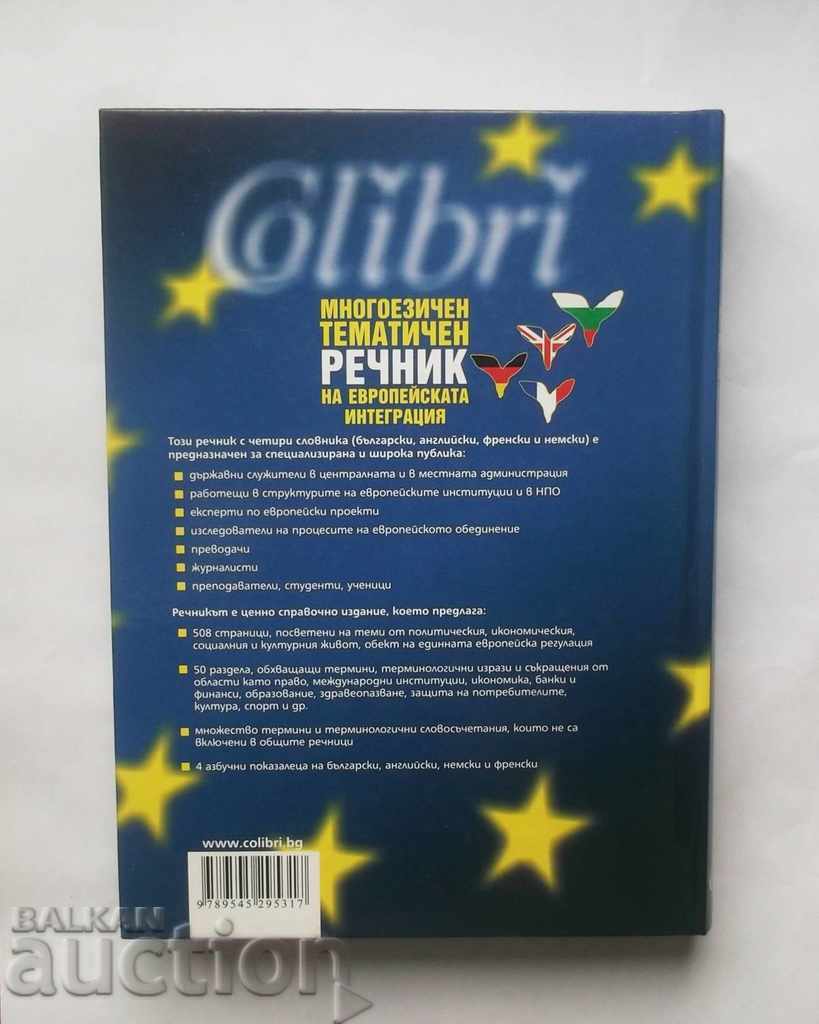 Colibri
МНОГОЕЗИЧЕН
ТЕМАТИЧЕН
РЕЧНИК
НА ЕВРОПЕЙСКАТА
ИНТЕГРАЦИЯ
Този речник с четири словника (български, английски, френски и немски) е
предназначен за специализирана и широка публика:
държавни служители в централната и в местната администрация
работещи в структурите на европейските институции и в НПО
експерти по европейски проекти
изследователи на процесите на европейското обединение
преводачи
журналисти
преподаватели, студенти, ученици
Речникът е ценно справочно издание, което предлага:
508 страници, посветени на теми от политическия, икономическия,
социалния и културния живот, обект на единната европейска регулация
50 раздела, обхващащи термини, терминологични изрази и съкращения от
области като право, международни институции, икономика, банки и
финанси, образование, здравеопазване, защита на потребителите,
култура, спорт и др.
множество термини и терминологични словосъчетания, които не са
включени в общите речници
4 азбучни показалеца на български, английски, немски и френски
www.colibri.bg
9 789545 295317
BALKAN
auction